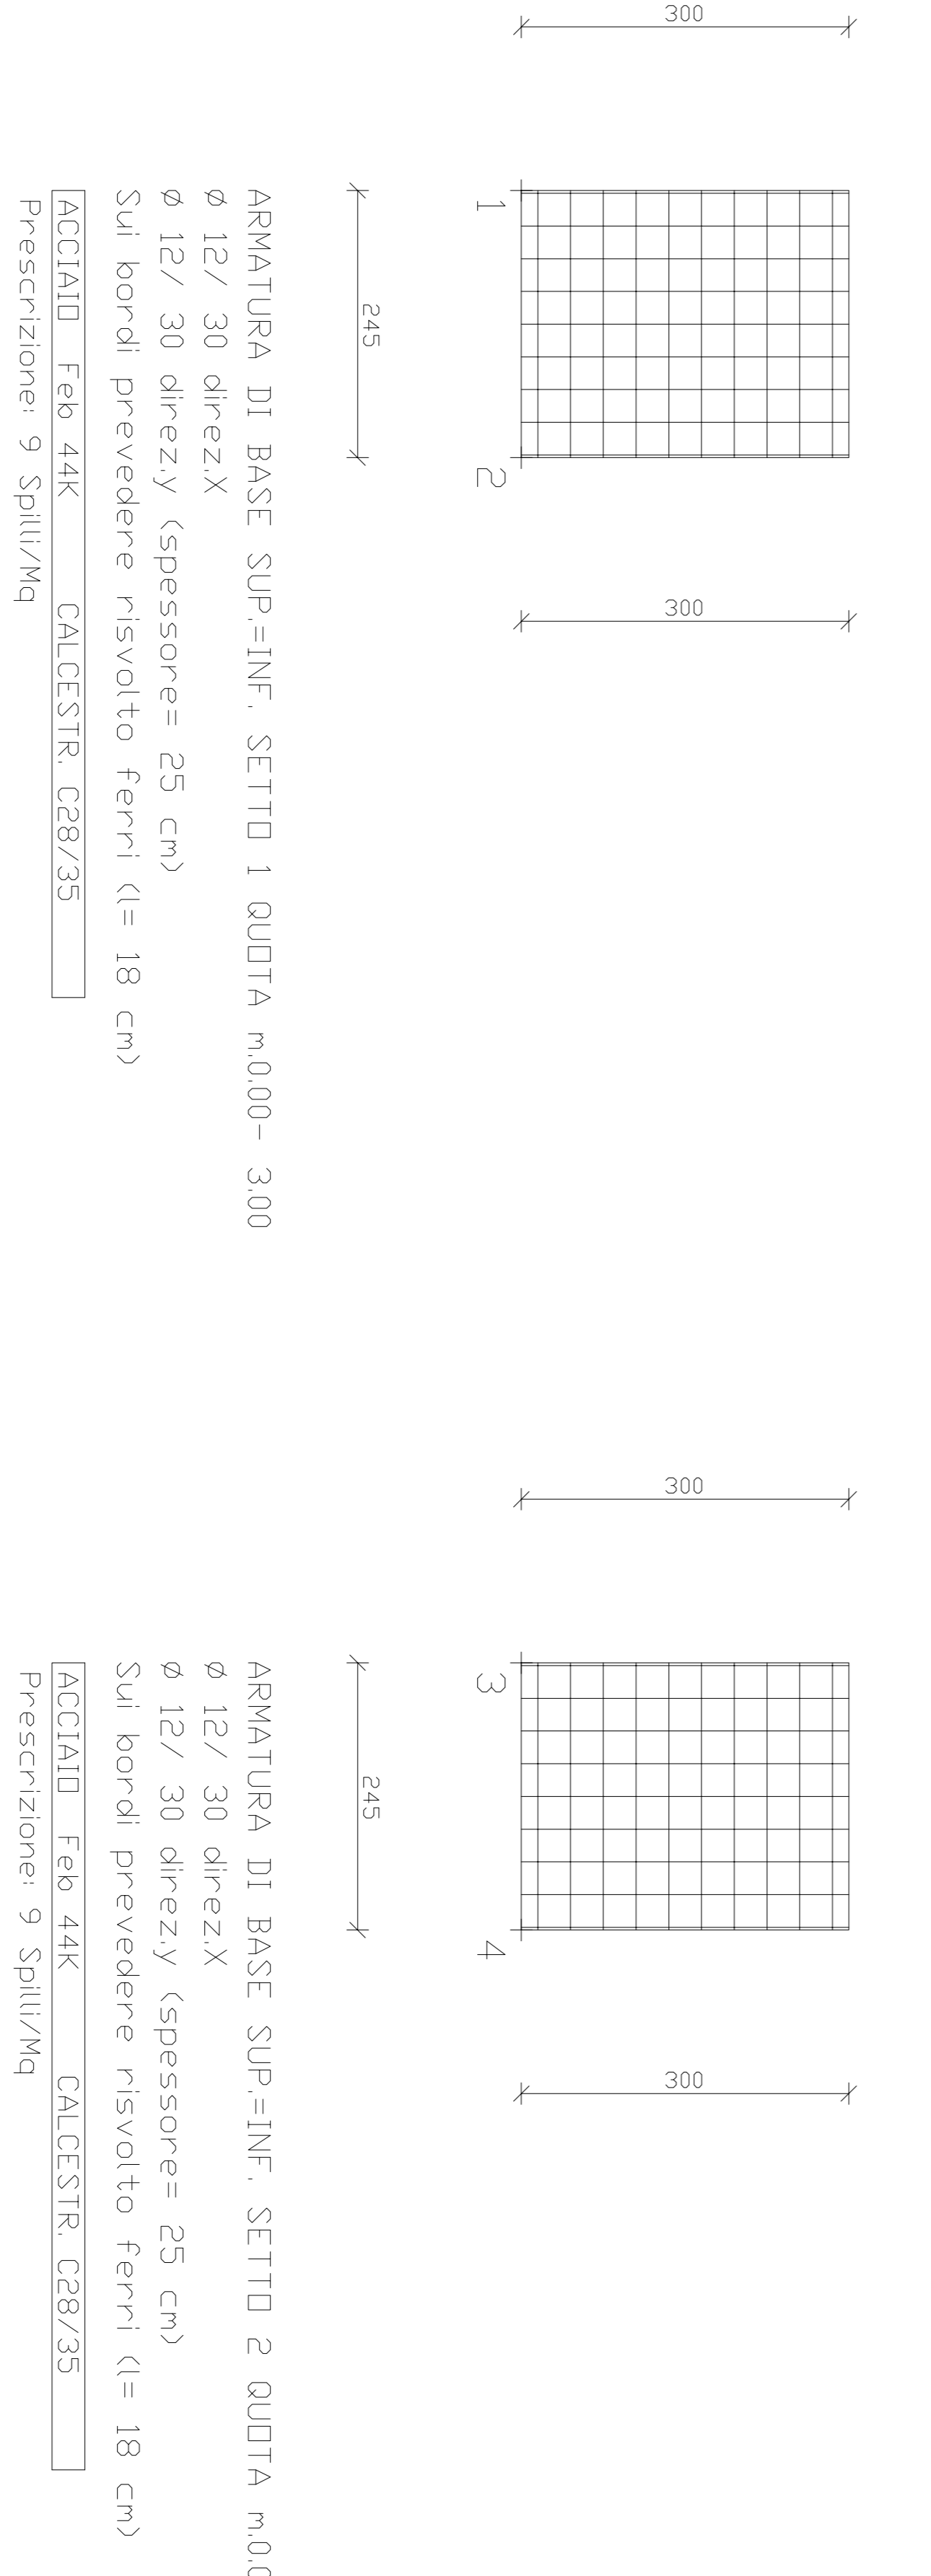 300
300
1
2
245
ARMATURA DI BASE SUP.=INF. SETTO 1 QUOTA m.0.00- 3.00
ø 12/ 30 direz.X
ø 12/ 30 direz.y (spessore= 25 cm)
Sui bordi prevedere risvolto ferri (l= 18 cm)
ACCIAIO Feb 44K CALCESTR. C28/35
Prescrizione: 9 Spilli/Mq
300
300
3
4
245
ARMATURA DI BASE SUP.=INF. SETTO 2 QUOTA
ø 12/ 30 direz.X
ø 12/ 30 direz.y (spessore= 25 cm)
Sui bordi prevedere risvolto ferri (l= 18 cm)
ACCIAIO Feb 44K CALCESTR. C28/35
Prescrizione: 9 Spilli/Mq